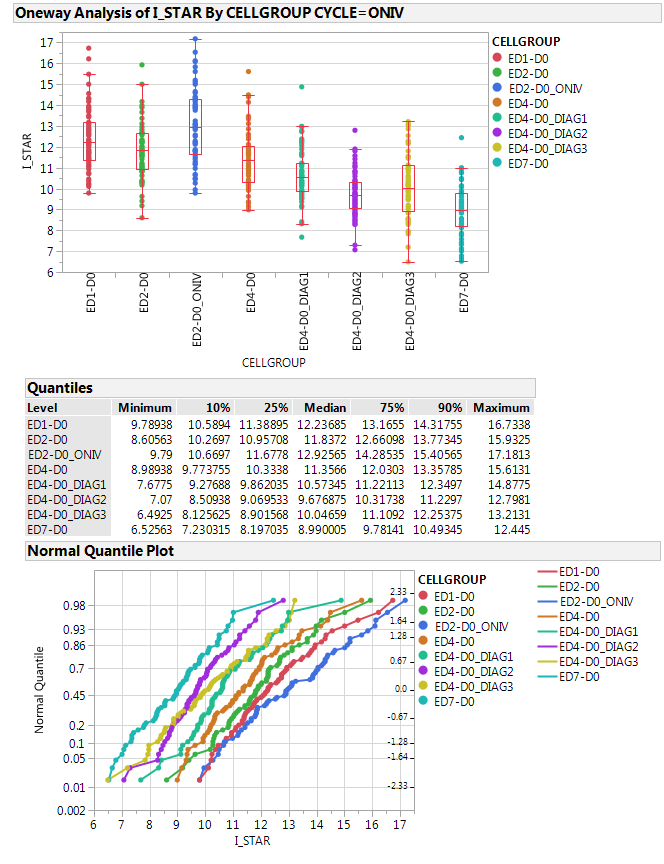 Oneway Analysis of I_STAR By CELLGROUP CYCLE=ONIV
CELLGROUP
ED1-D0
ED2-D0
ED2-D0_ONIV
ED4-D0
ED4-D0_DIAG1
ED4-D0_DIAG2
ED4-D0_DIAG3
ED7-D0
I_STAR
17
16
15
14
13
12
11
10
9
8
7
6
ED1-D0
ED2-D0
ED2-D0_ONIV
ED4-D0
ED4-D0_DIAG1
ED4-D0_DIAG2
ED4-D0_DIAG3
ED7-D0
CELLGROUP
Quantiles
Level Minimum 10% 25% Median 75% 90% Maximum
ED1-D0 9.78938 10.5894 11.38895 12.23685 13.1655 14.31755 16.7338
ED2-D0 8.60563 10.2697 10.95708 11.8372 12.66098 13.77345 15.9325
ED2-D0_ONIV 9.79 10.6697 11.6778 12.92565 14.28535 15.40565 17.1813
ED4-D0 8.98938 9.773755 10.3338 11.3566 12.0303 13.35785 15.6131
ED4-D0_DIAG1 7.6775 9.27688 9.862035 10.57345 11.22113 12.3497 14.8775
ED4-D0_DIAG2 7.07 8.50938 9.069533 9.676875 10.31738 11.2297 12.7981
ED4-D0_DIAG3 6.4925 8.125625 8.901568 10.04659 11.1092 12.25375 13.2131
ED7-D0 6.52563 7.230315 8.197035 8.990005 9.78141 10.49345 12.445
Normal Quantile Plot
Normal Quantile
0.98
0.93
0.86
0.7
0.45
0.2
0.1
0.05
0.01
0.002
2.33
1.64
1.28
0.67
0.0
-0.67
-1.28
-1.64
-2.33
6 7 8 9 10 11 12 13 14 15 16 17
I_STAR
CELLGROUP
ED1-D0
ED2-D0
ED2-D0_ONIV
ED4-D0
ED4-D0_DIAG1
ED4-D0_DIAG2
ED4-D0_DIAG3
ED7-D0
ED1-D0
ED2-D0
ED2-D0_ONIV
ED4-D0
ED4-D0_DIAG1
ED4-D0_DIAG2
ED4-D0_DIAG3
ED7-D0